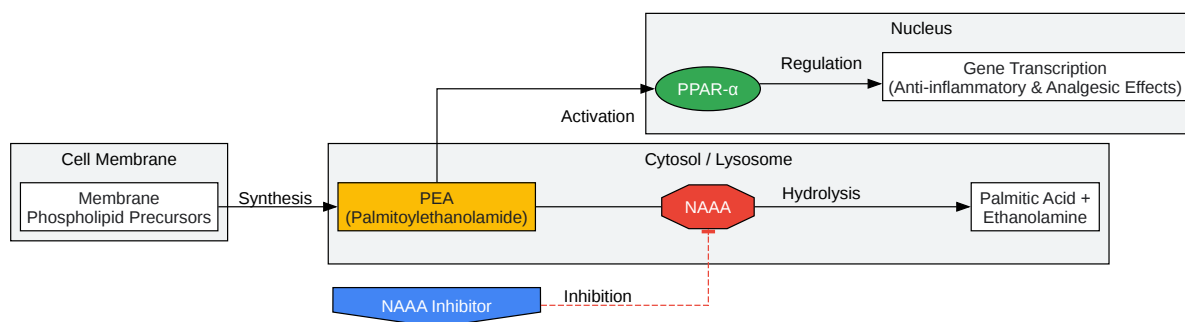 Nucleus
PPAR-α
Regulation
Gene Transcription
(Anti-inflammatory & Analgesic Effects)
Activation
Cell Membrane
Membrane
Phospholipid Precursors
Synthesis
Cytosol / Lysosome
PEA
(Palmitoylethanolamide)
NAAA
Hydrolysis
Palmitic Acid +
Ethanolamine
NAAA Inhibitor
Inhibition